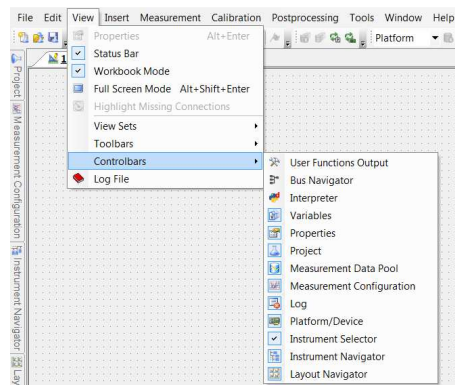 File Edit View Insert Measurement Calibration Postprocessing Tools Window Help
Properties Alt+Enter
Platform
Status Bar
1
Workbook Mode
Full Screen Mode Alt+Shift+Enter
Highlight Missing Connections
View Sets
Toolbars
Controlbars
Log File
User Functions Output
Bus Navigator
Interpreter
Variables
Properties
Project
Measurement Data Pool
Measurement Configuration
Log
Platform/Device
Instrument Selector
Instrument Navigator
Layout Navigator
Project
Measurement Configuration
Instrument Navigator
Lay